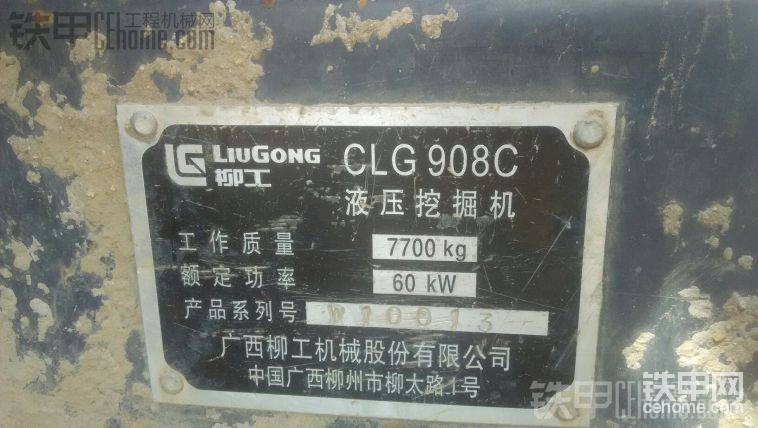 铁甲工程机械网
CEhome.com
LIUGONG CLG 908C
柳工
液压挖掘机
工作质量 7700 kg
额定功率 60 kW
产品系列号 W10013
广西柳工机械股份有限公司
中国广西柳州市柳太路1号
铁甲网
cehome.com